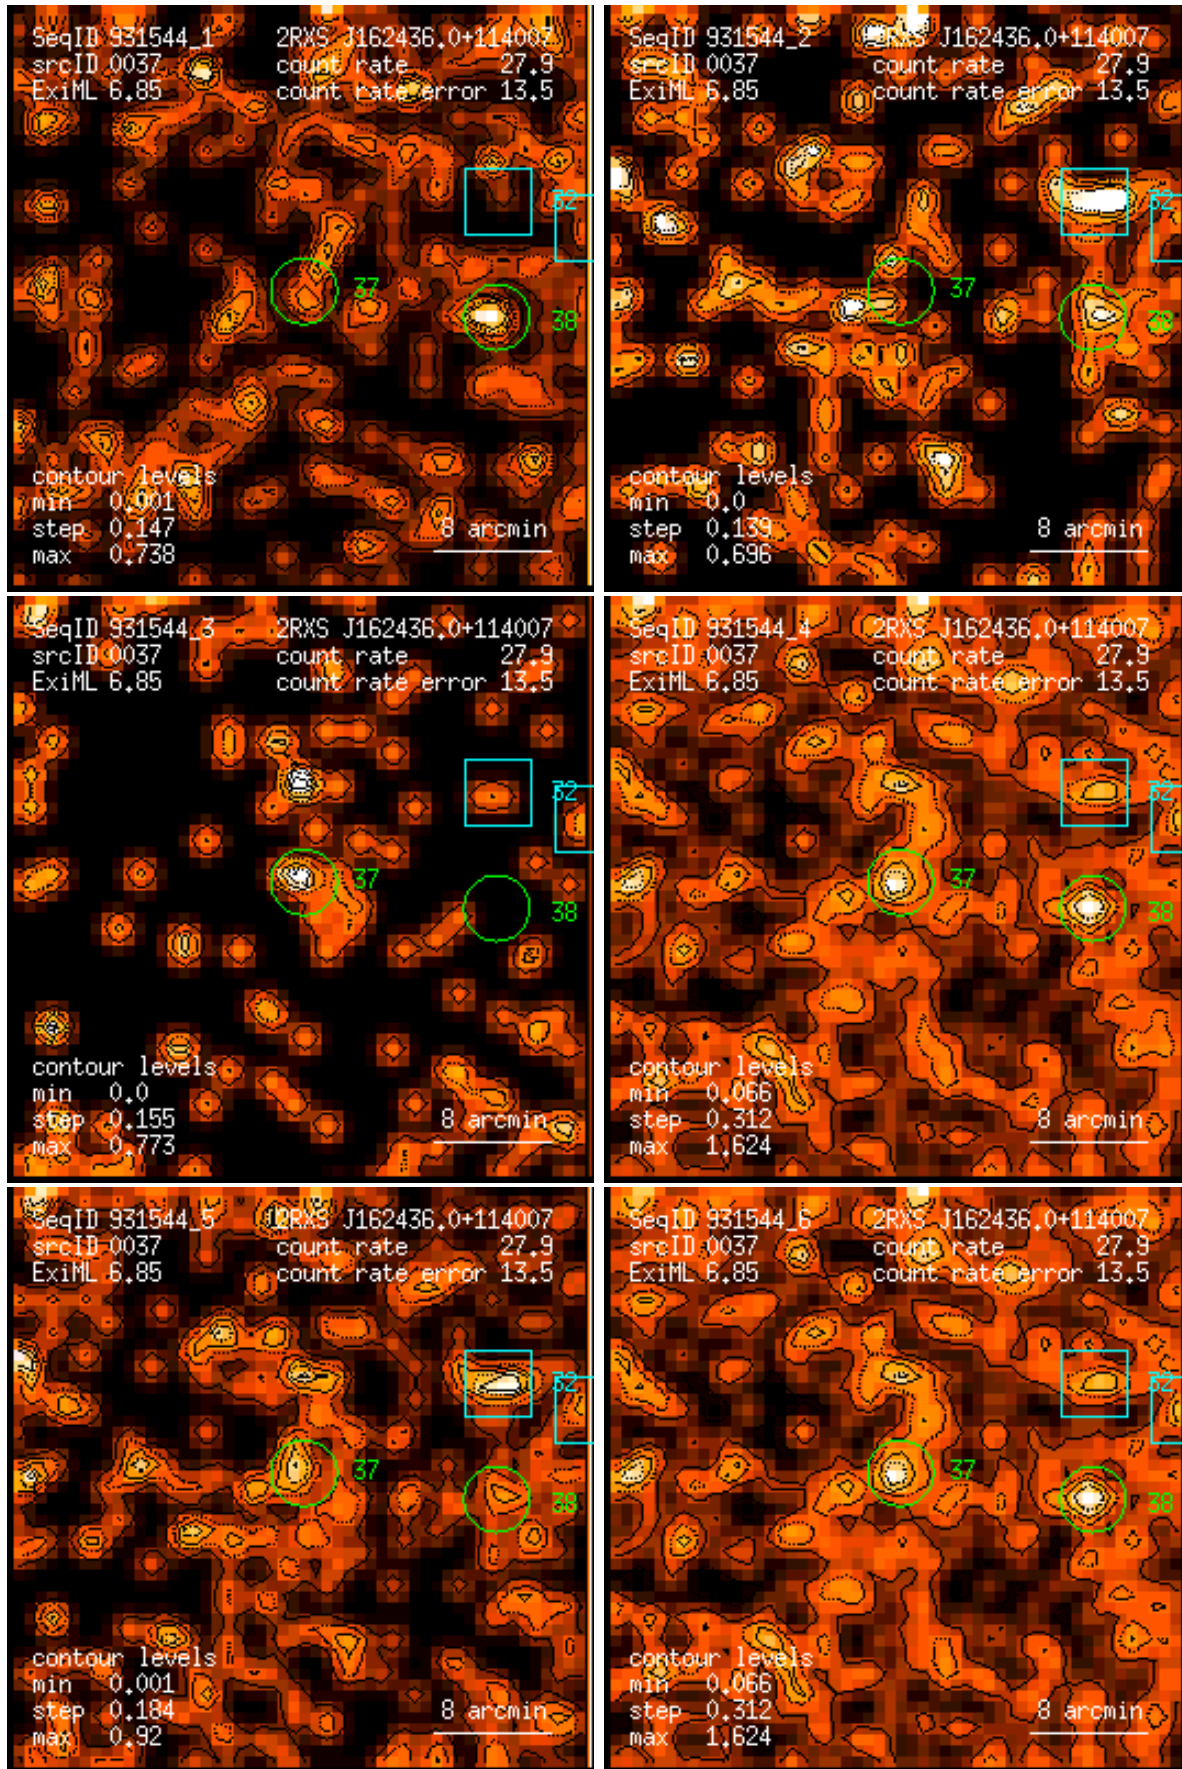 SeqID 931544_1 2RXS J162436.0+114007
srcID 0037 count rate 27.9
ExiML 6.85 count rate error 13.5
32
37
38
contour levels
min 0.001
step 0.147 8 arcmin
max 0.738
SeqID 931544_2 2RXS J162436.0+114007
srcID 0037 count rate 27.9
ExiML 6.85 count rate error 13.5
32
37
38
contour levels
min 0.0
step 0.139 8 arcmin
max 0.696
SeqID 931544_3 2RXS J162436.0+114007
srcID 0037 count rate 27.9
ExiML 6.85 count rate error 13.5
32
37
38
contour levels
min 0.0
step 0.155 8 arcmin
max 0.773
SeqID 931544_4 2RXS J162436.0+114007
srcID 0037 count rate 27.9
ExiML 6.85 count rate error 13.5
32
37
38
contour levels
min 0.066
step 0.312 8 arcmin
max 1.624
SeqID 931544_5 2RXS J162436.0+114007
srcID 0037 count rate 27.9
ExiML 6.85 count rate error 13.5
32
37
38
contour levels
min 0.001
step 0.184 8 arcmin
max 0.92
SeqID 931544_6 2RXS J162436.0+114007
srcID 0037 count rate 27.9
ExiML 6.85 count rate error 13.5
32
37
38
contour levels
min 0.066
step 0.312 8 arcmin
max 1.624